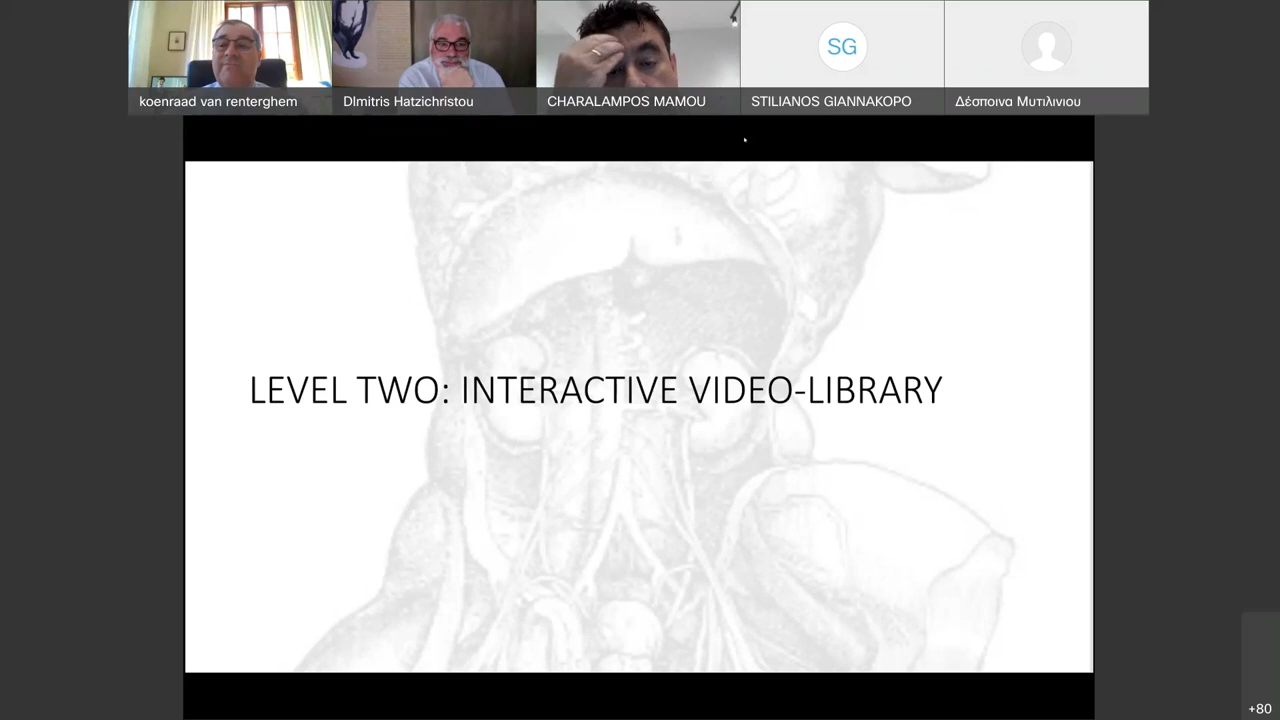 koenraad van renterghem
DImitris Hatzichristou
CHARALAMPOS MAMOU
SG
STILIANOS GIANNAKOPO
Δέσποινα Μυτιλινιου
LEVEL TWO: INTERACTIVE VIDEO-LIBRARY
+80